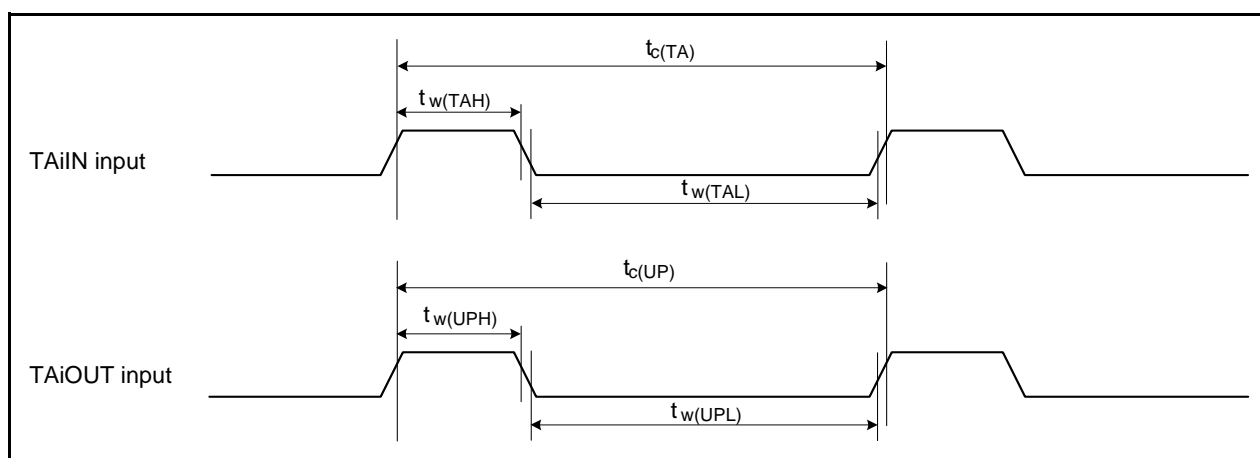 tc(TA)
tw(TAH)
TAiIN input
tw(TAL)
tc(UP)
tw(UPH)
TAiOUT input
tw(UPL)